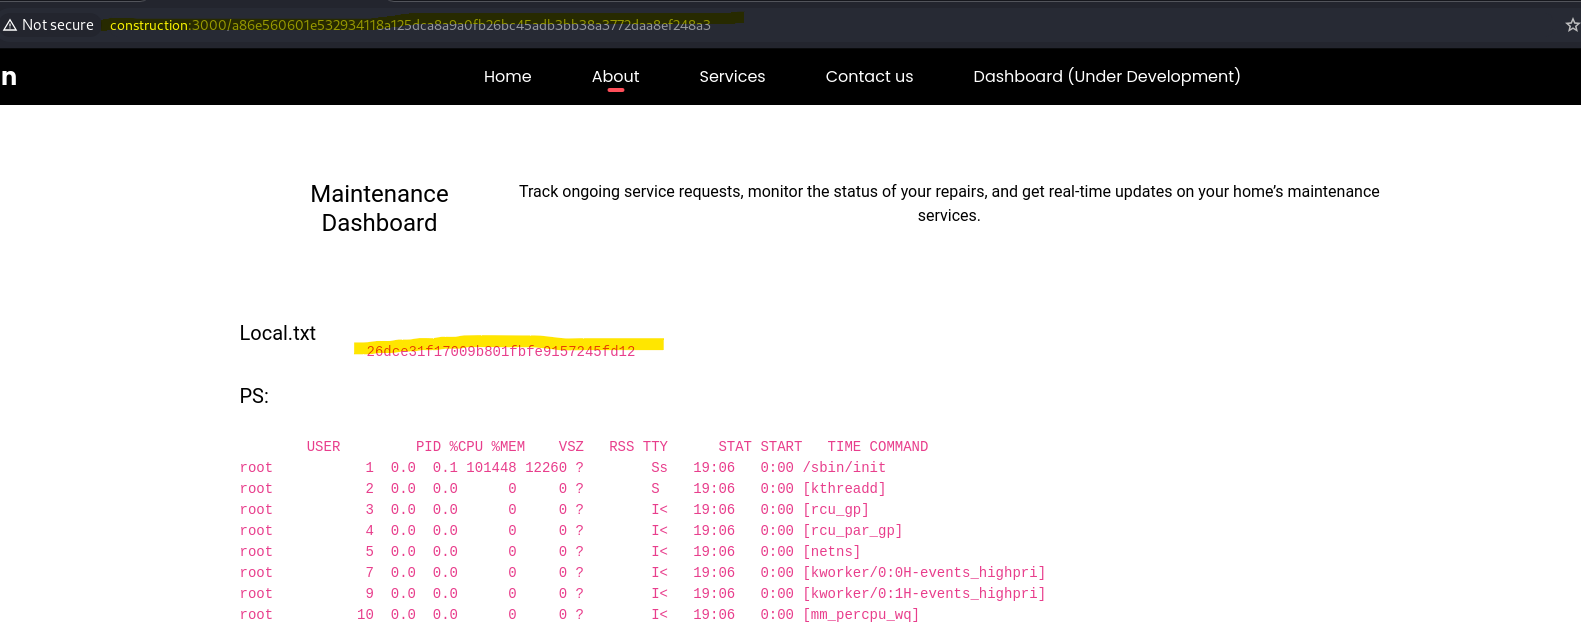 Not secure construction:3000/a86e560601e532934118a125dca8a9a0fb26bc45adb3bb38a3772daa8ef248a3
n Home About Services Contact us Dashboard (Under Development)
Maintenance Dashboard
Track ongoing service requests, monitor the status of your repairs, and get real-time updates on your home’s maintenance
services.
Local.txt
26dce31f17009b801fbfe9157245fd12
PS:
USER PID %CPU %MEM VSZ RSS TTY STAT START TIME COMMAND
root 1 0.0 0.1 101448 12260 ? Ss 19:06 0:00 /sbin/init
root 2 0.0 0.0 0 0 ? S 19:06 0:00 [kthreadd]
root 3 0.0 0.0 0 0 ? I< 19:06 0:00 [rcu_gp]
root 4 0.0 0.0 0 0 ? I< 19:06 0:00 [rcu_par_gp]
root 5 0.0 0.0 0 0 ? I< 19:06 0:00 [netns]
root 7 0.0 0.0 0 0 ? I< 19:06 0:00 [kworker/0:0H-events_highpri]
root 9 0.0 0.0 0 0 ? I< 19:06 0:00 [kworker/0:1H-events_highpri]
root 10 0.0 0.0 0 0 ? I< 19:06 0:00 [mm_percpu_wq]